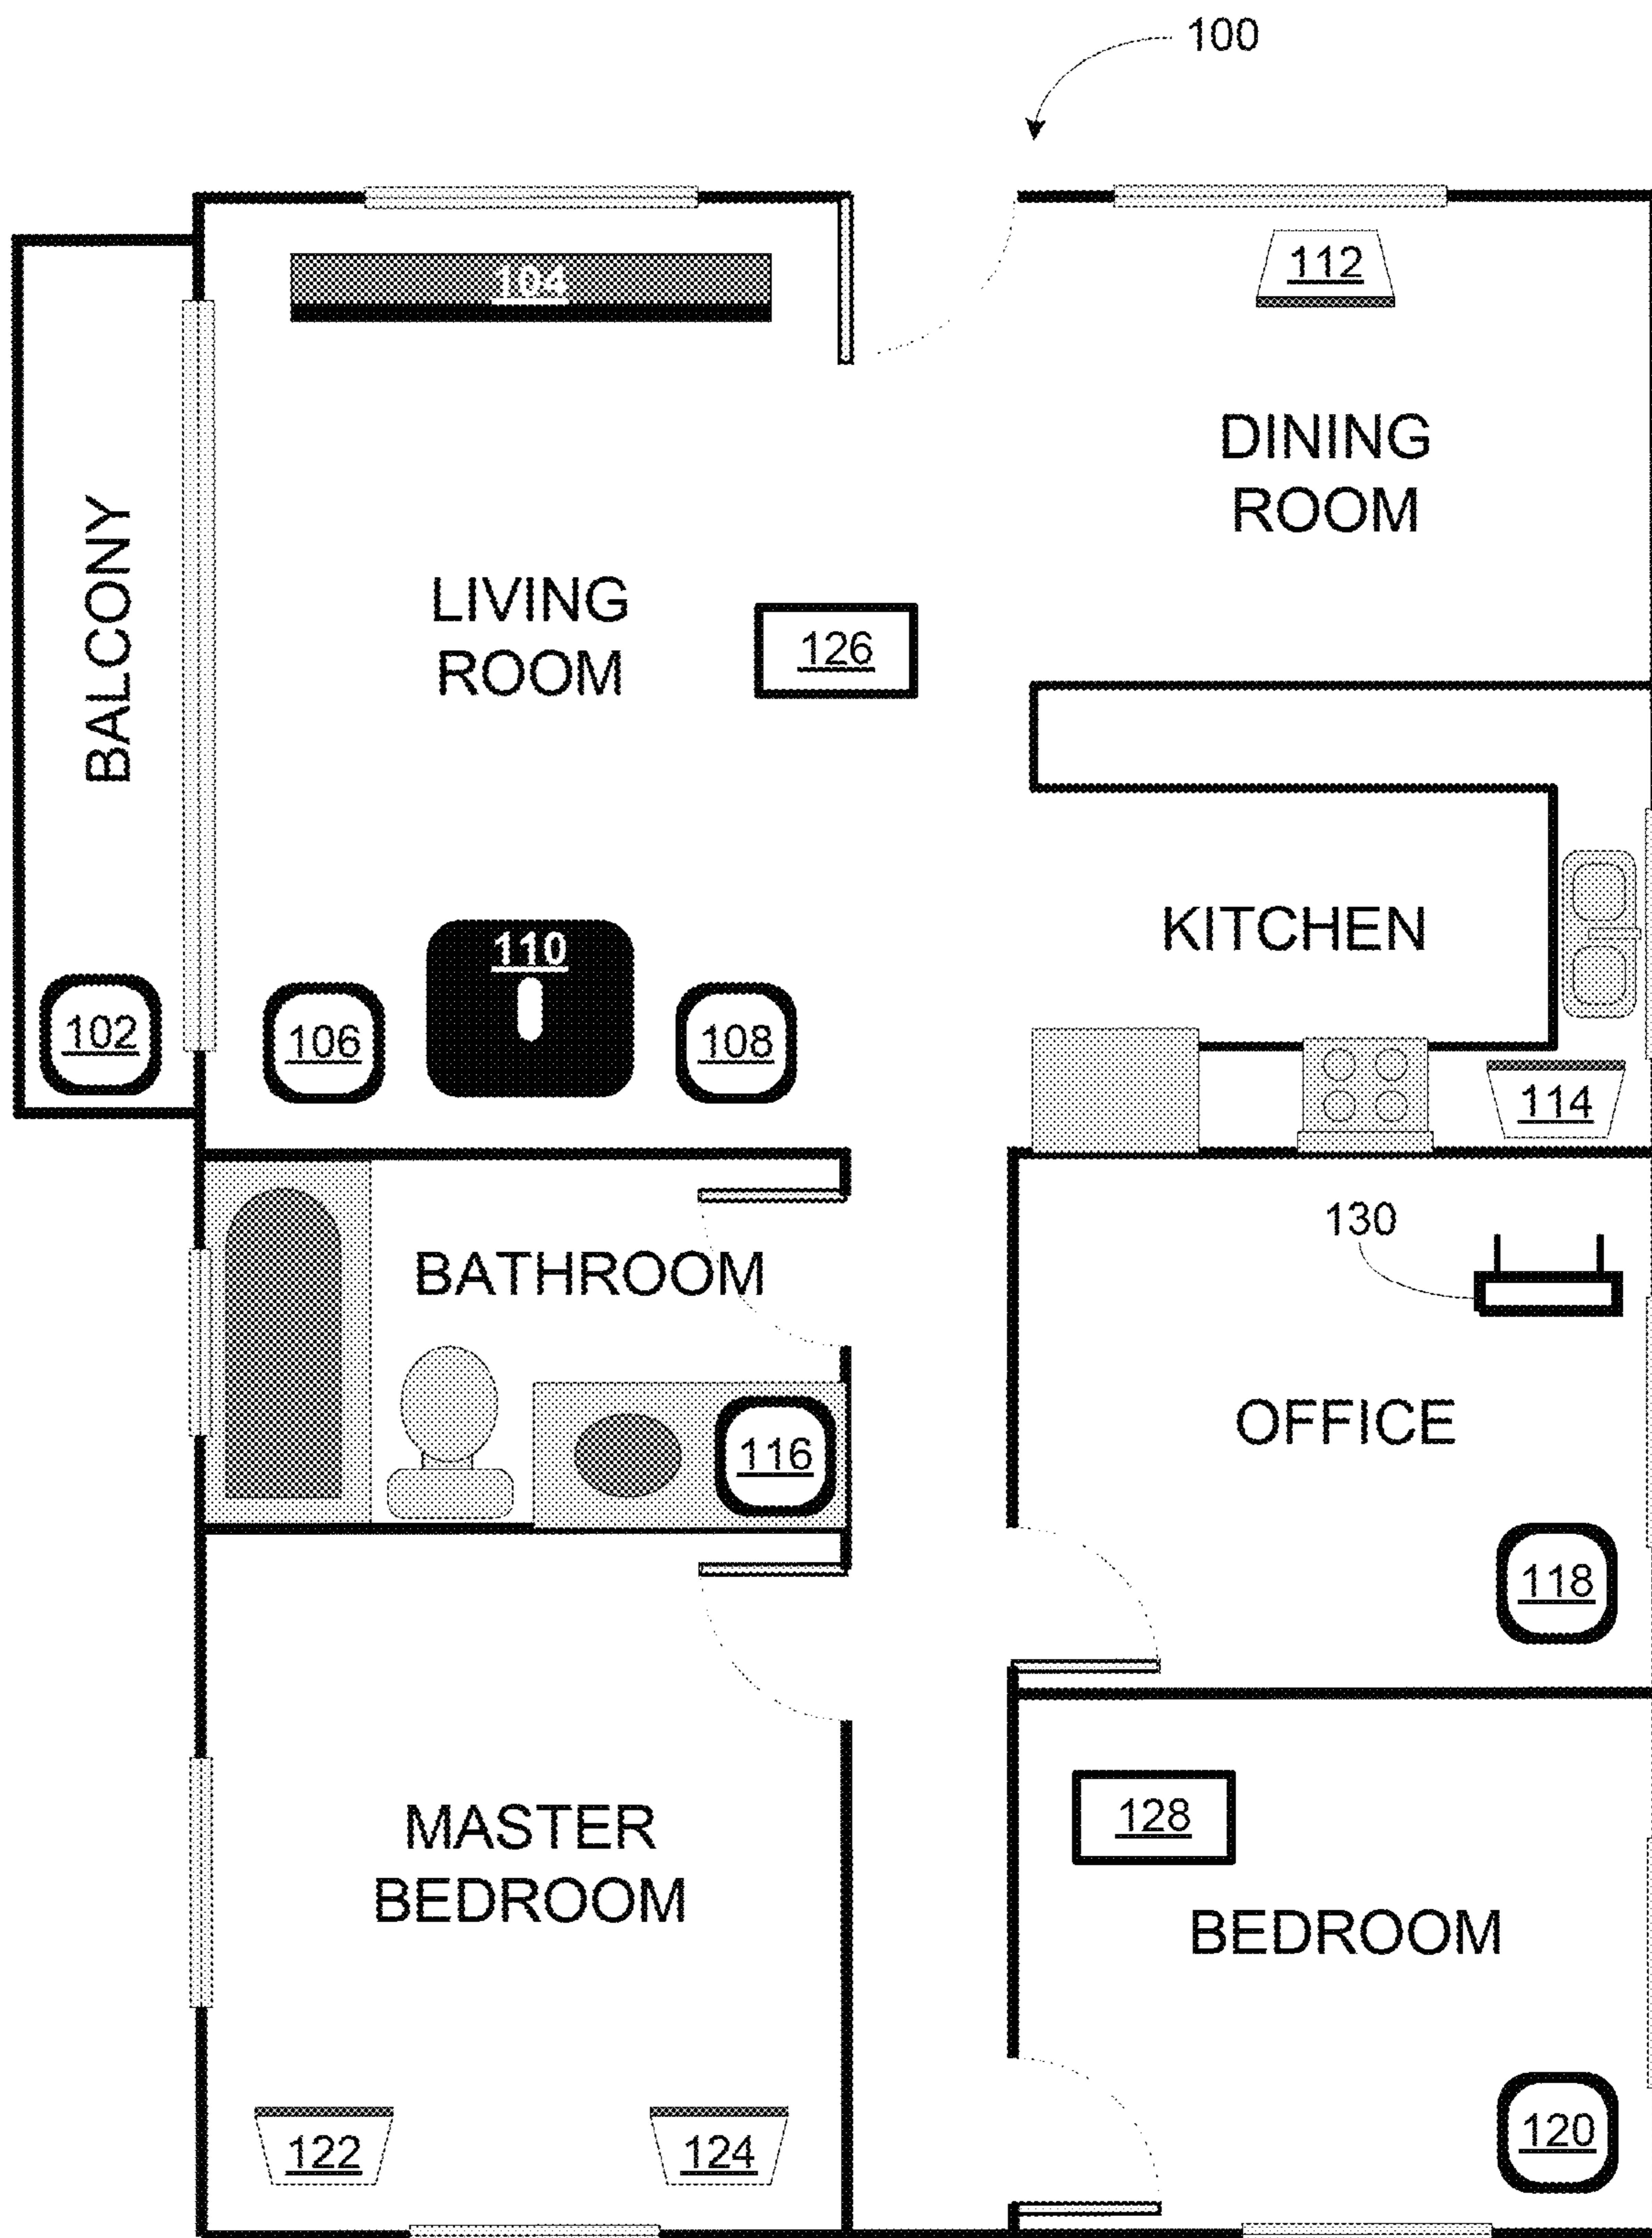 100
104
112
DINING
ROOM
BALCONY
LIVING
ROOM
126
KITCHEN
110
102
106
108
114
130
BATHROOM
OFFICE
116
118
MASTER
BEDROOM
128
BEDROOM
122
124
120